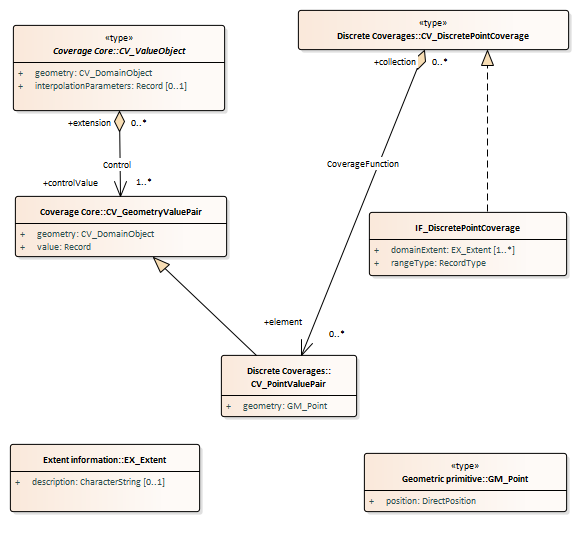 «type»
Coverage Core::CV_ValueObject
+ geometry: CV_DomainObject
+ interpolationParameters: Record [0..1]
«type»
Discrete Coverages::CV_DiscretePointCoverage
+collection 0..*
+extension 0..*
Control
+controlValue 1..*
CoverageFunction
Coverage Core::CV_GeometryValuePair
+ geometry: CV_DomainObject
+ value: Record
IF_DiscretePointCoverage
+ domainExtent: EX_Extent [1..*]
+ rangeType: RecordType
+element
0..*
Discrete Coverages::
CV_PointValuePair
+ geometry: GM_Point
Extent information::EX_Extent
+ description: CharacterString [0..1]
«type»
Geometric primitive::GM_Point
+ position: DirectPosition